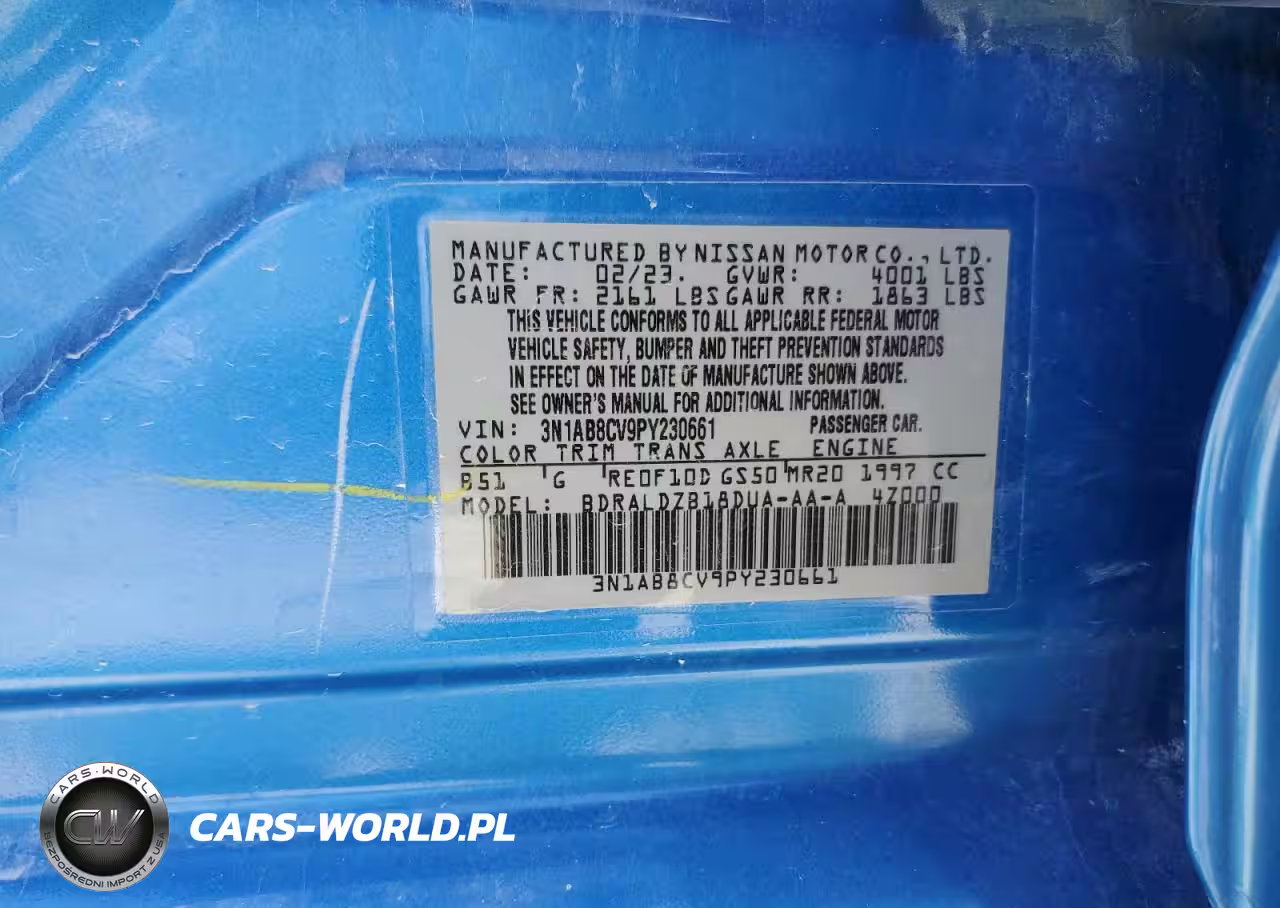 MANUFACTURED BY NISSAN MOTOR CO., LTD.
DATE: 02/23. GVWR: 4001 LBS
GAWR FR: 2161 LBS GAWR RR: 1863 LBS
THIS VEHICLE CONFORMS TO ALL APPLICABLE FEDERAL MOTOR
VEHICLE SAFETY, BUMPER AND THEFT PREVENTION STANDARDS
IN EFFECT ON THE DATE OF MANUFACTURE SHOWN ABOVE.
SEE OWNER'S MANUAL FOR ADDITIONAL INFORMATION.
VIN: 3N1AB8CV9PY230661 PASSENGER CAR.
COLOR TRIM TRANS AXLE ENGINE
B51 G RE0F10D GS50 MR20 1997 CC
MODEL: BDRALDZB18DUA-AA-A 4Z000
3N1AB8CV9PY230661
CARS-WORLD
CW
BEZPOŚREDNI IMPORT Z USA
CARS-WORLD.PL